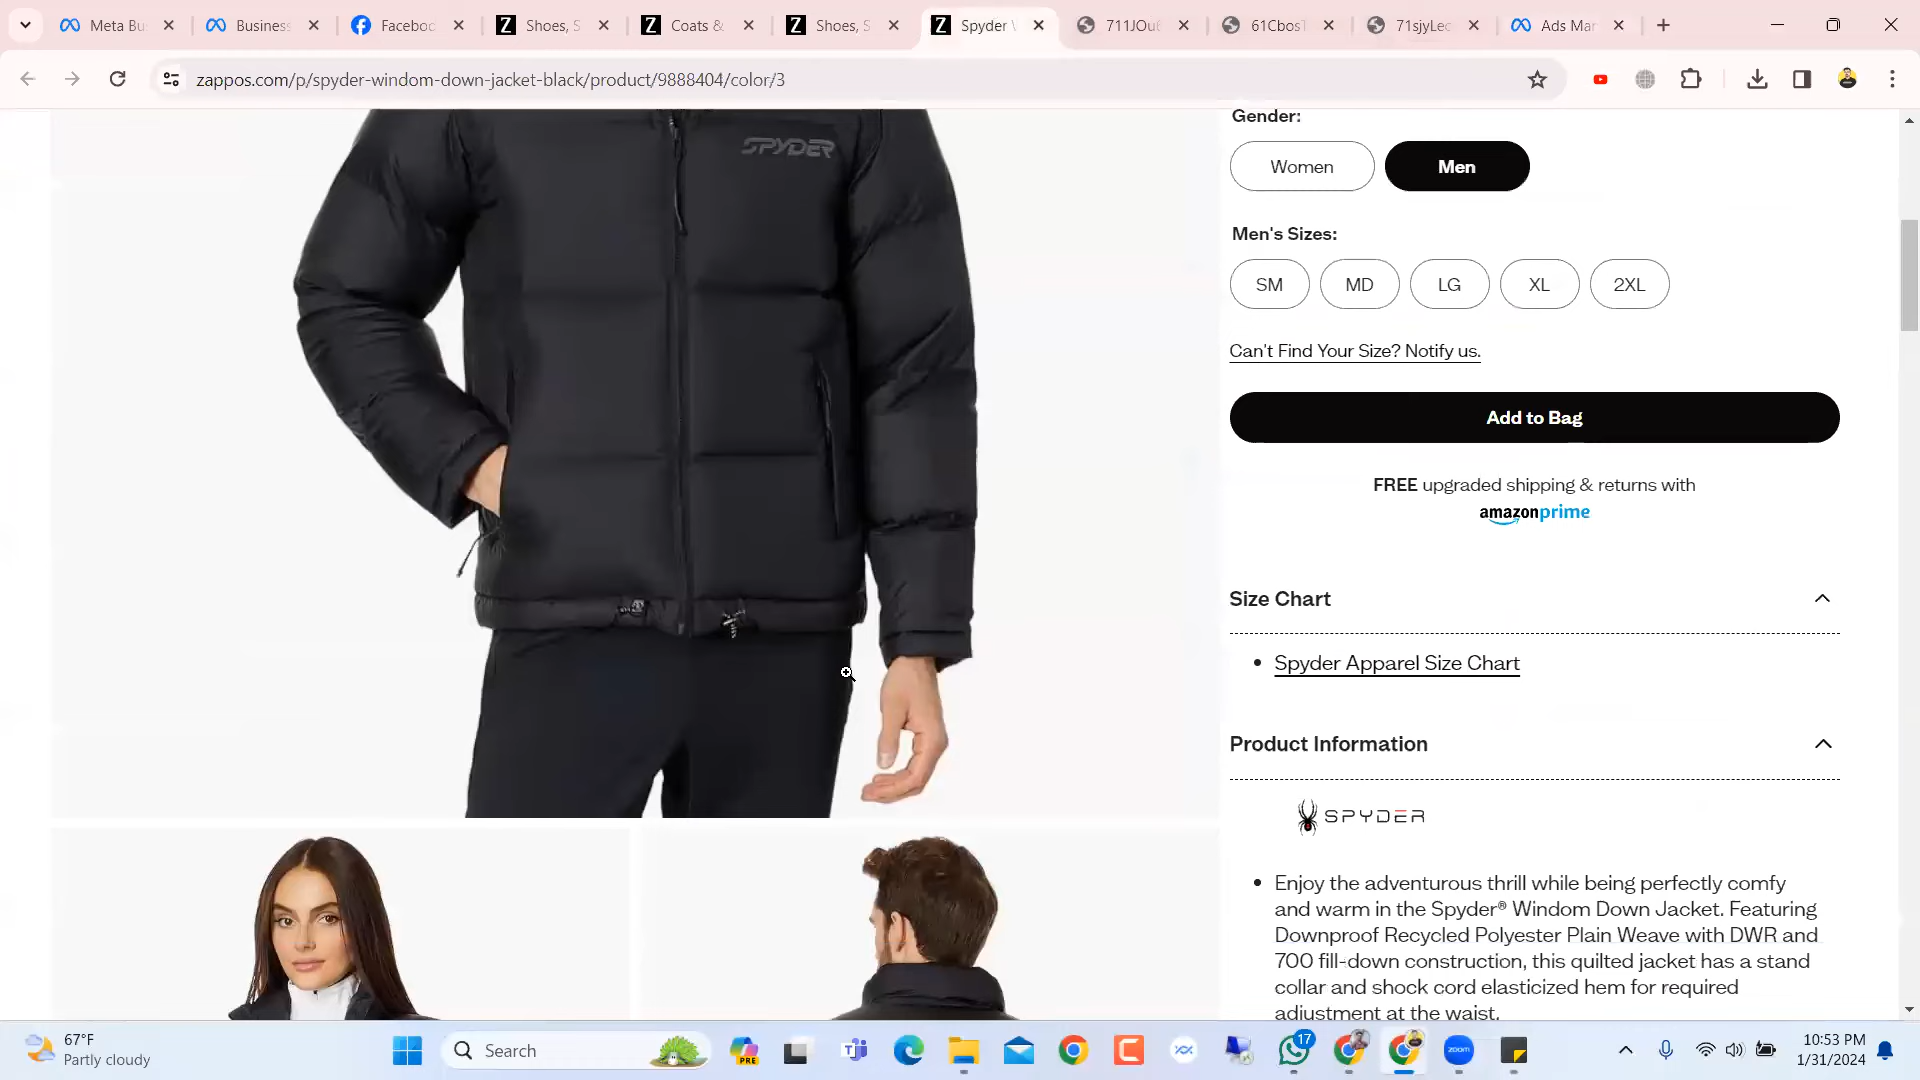 Meta Bu
Business
Faceboo
Shoes, S
Coats &
Shoes, S
Spyder
711JOu
61Cbos
71sjyLec
Ads Man
zappos.com/p/spyder-windom-down-jacket-black/product/9888404/color/3
SPYDER
Gender:
Women
Men
Men's Sizes:
SM
MD
LG
XL
2XL
Can't Find Your Size? Notify us.
Add to Bag
FREE upgraded shipping & returns with
amazonprime
Size Chart
• Spyder Apparel Size Chart
Product Information
SPYDER
• Enjoy the adventurous thrill while being perfectly comfy
and warm in the Spyder® Windom Down Jacket. Featuring
Downproof Recycled Polyester Plain Weave with DWR and
700 fill-down construction, this quilted jacket has a stand
collar and shock cord elasticized hem for required
adjustment at the waist.
67°F
Partly cloudy
Search
PRE
17
zoom
10:53 PM
1/31/2024